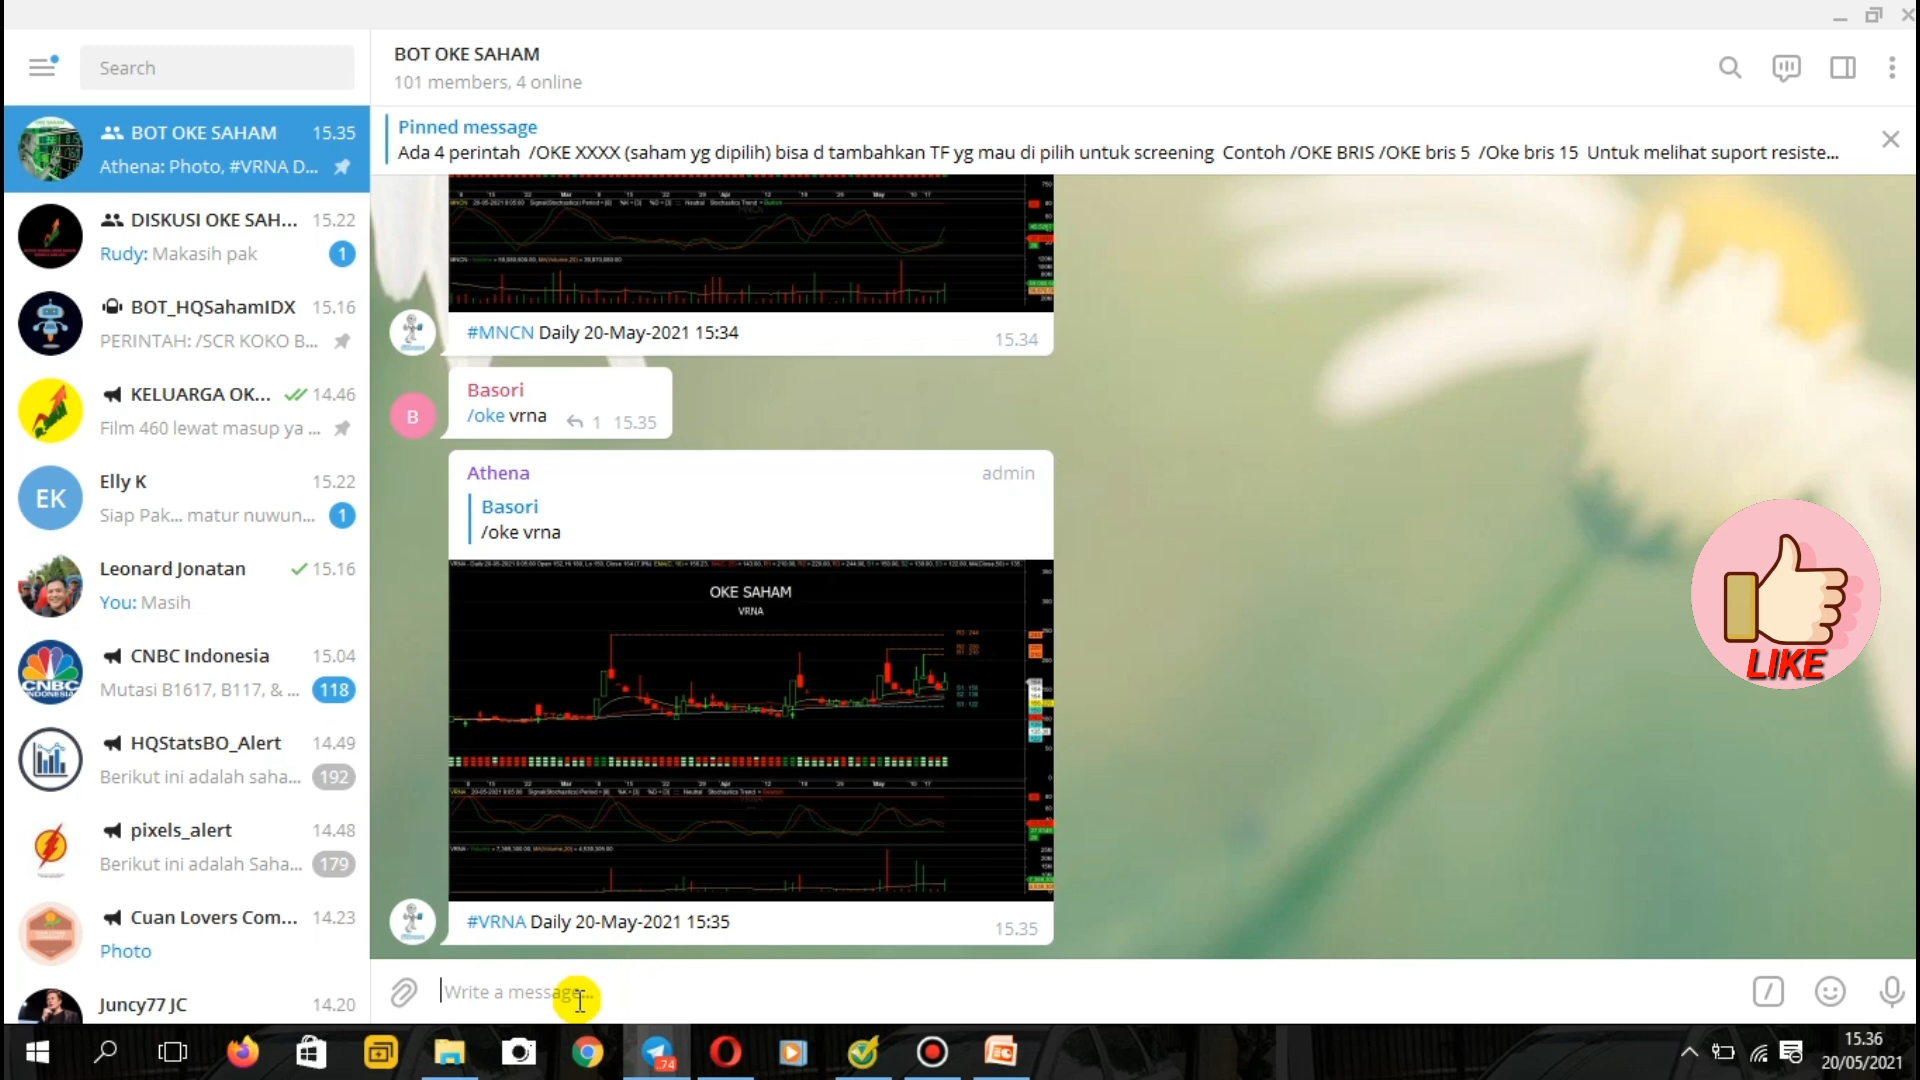 Search
BOT OKE SAHAM 15.35
Athena: Photo, #VRNA D...
DISKUSI OKE SAH... 15.22
Rudy: Makasih pak 1
BOT_HQSahamIDX 15.16
PERINTAH: /SCR KOKO B...
KELUARGA OK... 14.46
Film 460 lewat masup ya ...
EK
Elly K 15.22
Siap Pak... matur nuwun... 1
Leonard Jonatan 15.16
You: Masih
CNBC Indonesia 15.04
Mutasi B1617, B117, & ... 118
CNBC
HQStatsBO_Alert 14.49
Berikut ini adalah saha... 192
pixels_alert 14.48
Berikut ini adalah Saha... 179
Cuan Lovers Com... 14.23
Photo
Juncy77 JC 14.20
BOT OKE SAHAM
101 members, 4 online
Pinned message
Ada 4 perintah /OKE XXXX (saham yg dipilih) bisa d tambahkan TF yg mau di pilih untuk screening Contoh /OKE BRIS /OKE bris 5 /Oke bris 15 Untuk melihat suport resiste...
#MNCN Daily 20-May-2021 15:34
15.34
B
Basori
/oke vrna 1 15.35
Athena admin
Basori
/oke vrna
OKE SAHAM
VRNA
#VRNA Daily 20-May-2021 15:35
15.35
Write a message...
LIKE
..74
15.36
20/05/2021